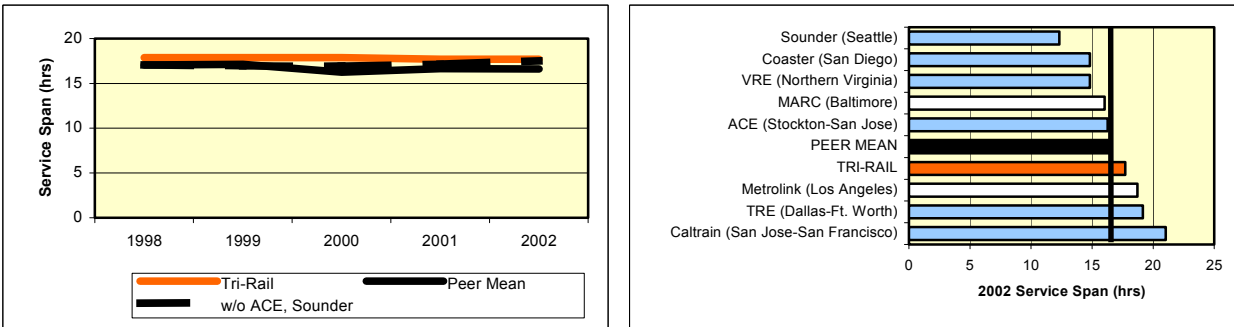 20
15
10
5
0
Service Span (hrs)
1998 1999 2000 2001 2002
Tri-Rail
Peer Mean
w/o ACE, Sounder
Sounder (Seattle)
Coaster (San Diego)
VRE (Northern Virginia)
MARC (Baltimore)
ACE (Stockton-San Jose)
PEER MEAN
TRI-RAIL
Metrolink (Los Angeles)
TRE (Dallas-Ft. Worth)
Caltrain (San Jose-San Francisco)
0 5 10 15 20 25
2002 Service Span (hrs)